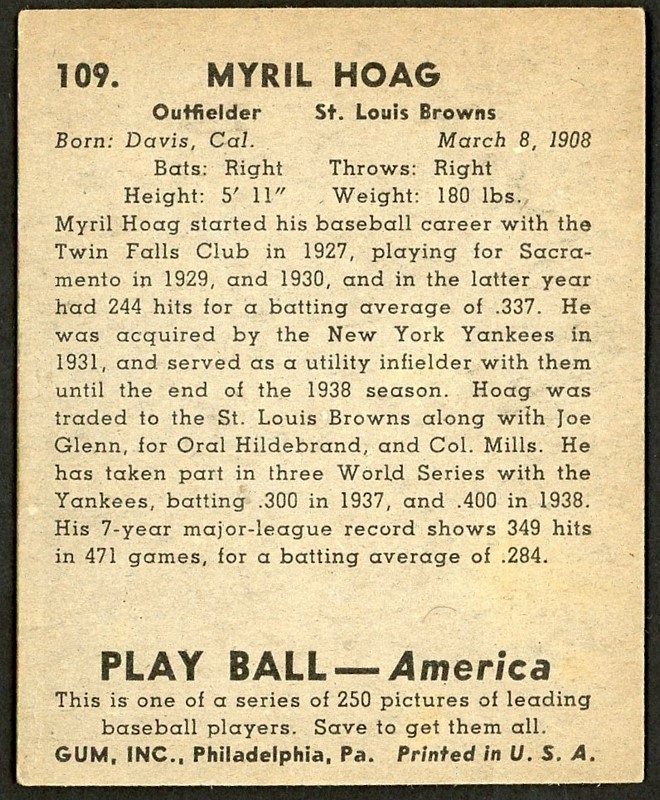 109. MYRIL HOAG
Outfielder St. Louis Browns
Born: Davis, Cal. March 8, 1908
Bats: Right Throws: Right
Height: 5′ 11″ Weight: 180 lbs.
Myril Hoag started his baseball career with the
Twin Falls Club in 1927, playing for Sacra-
mento in 1929, and 1930, and in the latter year
had 244 hits for a batting average of .337. He
was acquired by the New York Yankees in
1931, and served as a utility infielder with them
until the end of the 1938 season. Hoag was
traded to the St. Louis Browns along with Joe
Glenn, for Oral Hildebrand, and Col. Mills. He
has taken part in three World Series with the
Yankees, batting .300 in 1937, and .400 in 1938.
His 7-year major-league record shows 349 hits
in 471 games, for a batting average of .284.
PLAY BALL—America
This is one of a series of 250 pictures of leading
baseball players. Save to get them all.
GUM, INC., Philadelphia, Pa. Printed in U. S. A.